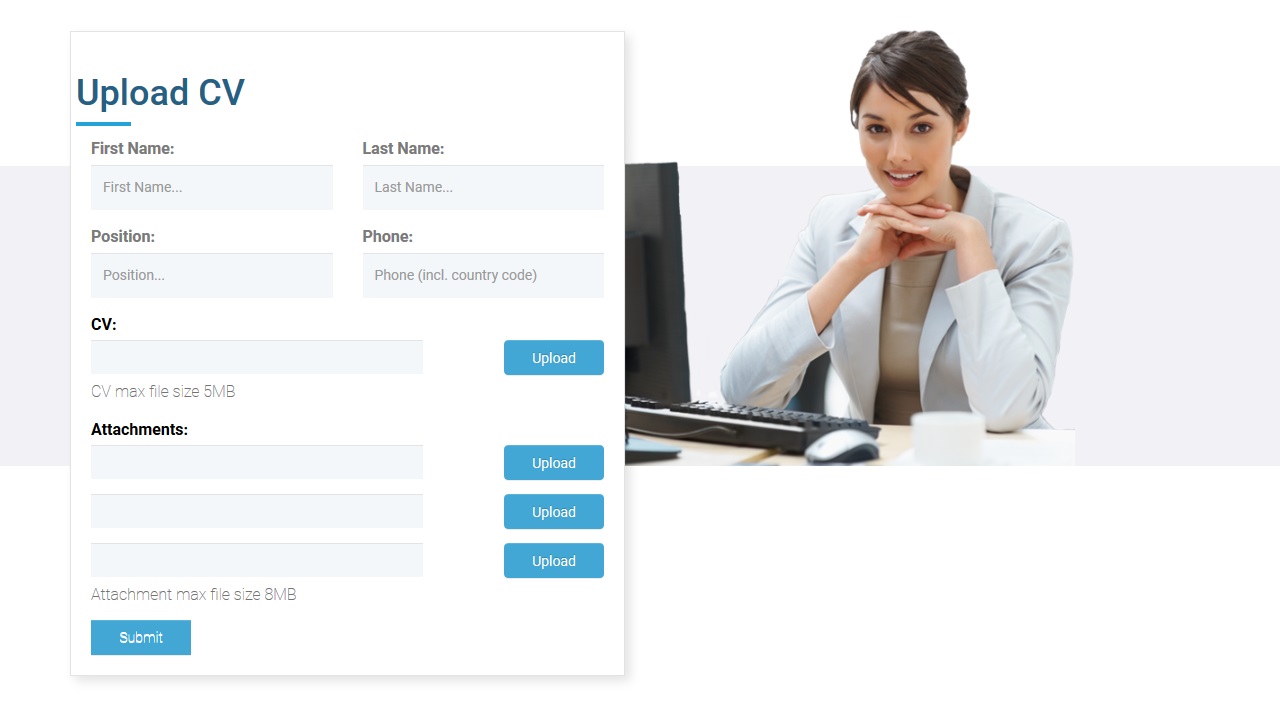 Upload CV
First Name: Last Name:
First Name... Last Name...
Position: Phone:
Position... Phone (incl. country code)
CV:
Upload
CV max file size 5MB
Attachments:
Upload
Upload
Upload
Attachment max file size 8MB
Submit